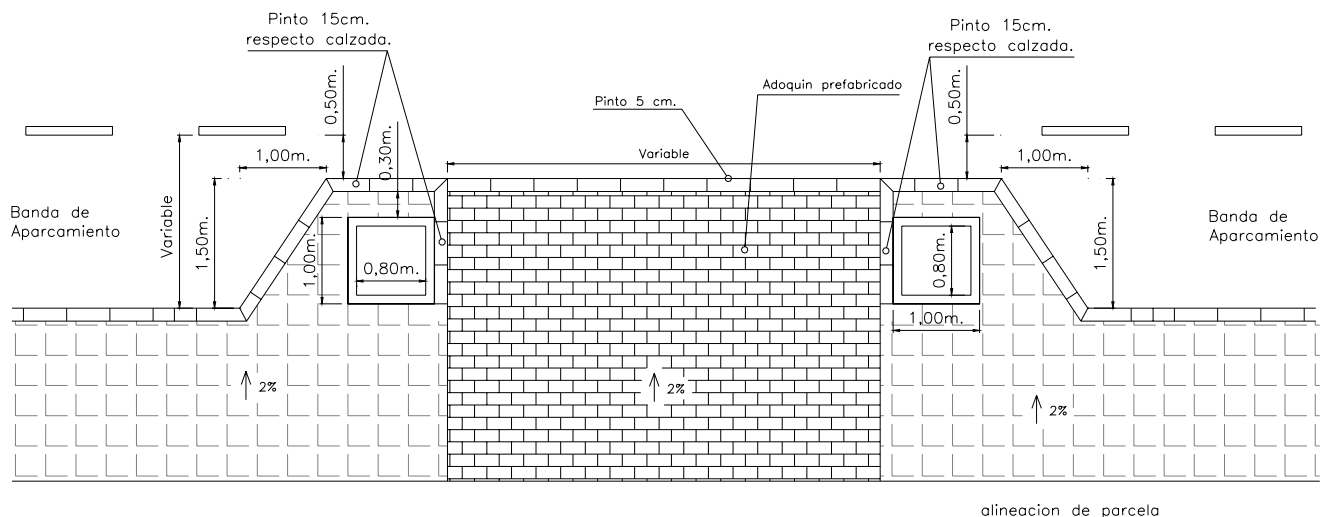 Pinto 15cm.
respecto calzada.
Pinto 15cm.
respecto calzada.
Adoquin prefabricado
Pinto 5 cm.
0,50m.
0,50m.
1,00m.
0,30m.
Variable
1,00m.
Banda de
Aparcamiento
Variable
1,50m.
1,00m.
0,80m.
0,80m.
1,00m.
1,50m.
Banda de
Aparcamiento
2%
2%
2%
alineacion de parcela